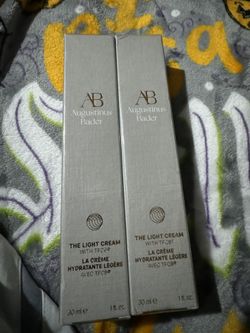 AB
Augustinus
Bader
THE LIGHT CREAM
WITH TFC8®
LA CRÈME
HYDRATANTE LÉGÈRE
AVEC TFC8®
30 ml e
1 fl. oz.
AB
Augustinus
Bader
THE LIGHT CREAM
WITH TFC8®
LA CRÈME
HYDRATANTE LÉGÈRE
AVEC TFC8®
30 ml e
1 fl.